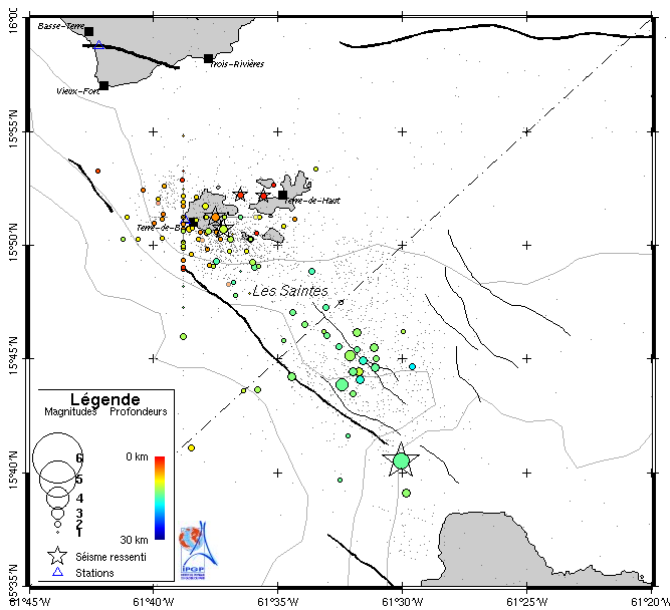 16°00'
Basse-Terre
Trois-Rivières
Vieux-Fort
15°55'N
Terre-de-Haut
Terre-de-B
15°50'N
Les Saintes
15°45'N
Légende
Magnitudes Profondeurs
6
5
4
3
2
1
0 km
30 km
Séisme ressenti
Stations
IPGP
15°40'N
15°35'N
61°45'W 61°40'W 61°35'W 61°30'W 61°25'W 61°20'W